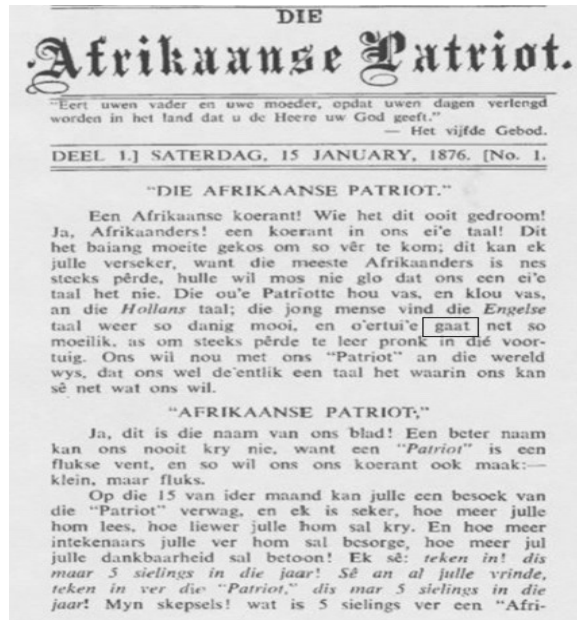 DIE
Afrikaanse Patriot.
"Eert uwen vader en uwe moeder, opdat uwen dagen verlengd
worden in het land dat u de Heere uw God geeft."
— Het vijfde Gebod.
DEEL 1.] SATERDAG, 15 JANUARY, 1876. [No. 1.
"DIE AFRIKAANSE PATRIOT."
Een Afrikaanse koerant! Wie het dit ooit gedroom!
Ja, Afrikaanders! een koerant in ons ei'e taal! Dit
het baiang moeite gekos om so vêr te kom; dit kan ek
julle verseker, want die meeste Afrikaanders is nes
steeks pêrde, hulle wil mos nie glo dat ons een ei'e
taal het nie. Die ou'e Patriotte hou vas, en klou vas,
an die Hollans taal; die jong mense vind die Engelse
taal weer so danig mooi, en o'ertui'e gaat net so
moeilik, as om steeks pêrde te leer pronk in dié voor-
tuig. Ons wil nou met ons "Patriot" an die wereld
wys, dat ons wel de'entlik een taal het waarin ons kan
sê net wat ons wil.
"AFRIKAANSE PATRIOT,"
Ja, dit is die naam van ons blad! Een beter naam
kan ons nooit kry nie, want een "Patriot" is een
flukse vent, en so wil ons ons koerant ook maak:—
klein, maar fluks.
Op die 15 van ider maand kan julle een besoek van
die "Patriot" verwag, en ek is seker, hoe meer julle
hom lees, hoe liewer julle hom sal kry. En hoe meer
intekenaars julle ver hom sal besorge, hoe meer jul
julle dankbaarheid sal betoon! Ek sê: teken in! dis
maar 5 sielings in die jaar! Sê an al julle vrinde,
teken in ver die "Patriot," dis mar 5 sielings in die
jaar! Myn skepsels! wat is 5 sielings ver een "Afri-